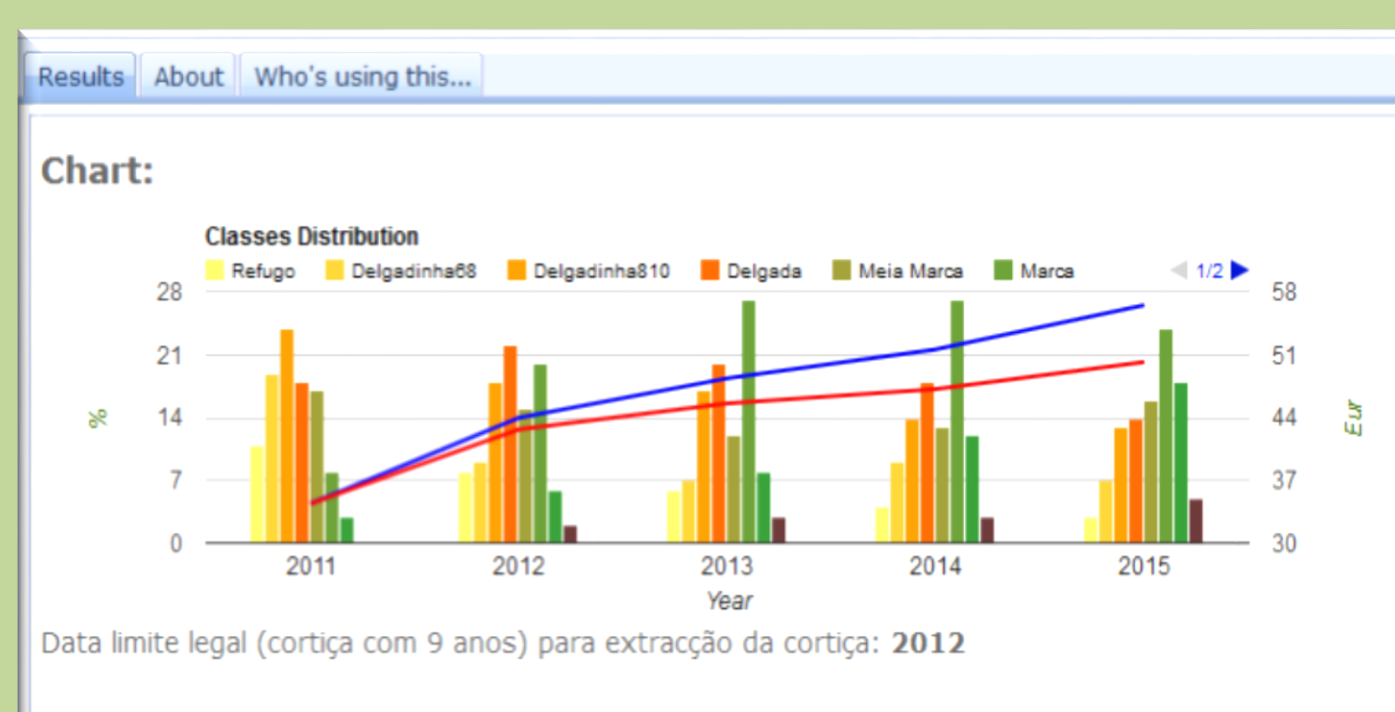 Results About Who's using this...
Chart:
Classes Distribution
Refugo Delgadinha68 Delgadinha810 Delgada Meia Marca Marca 1/2
28 58
21 51
% 14 44 Eur
7 37
0 30
2011 2012 2013 2014 2015
Year
Data limite legal (cortiça com 9 anos) para extracção da cortiça: 2012